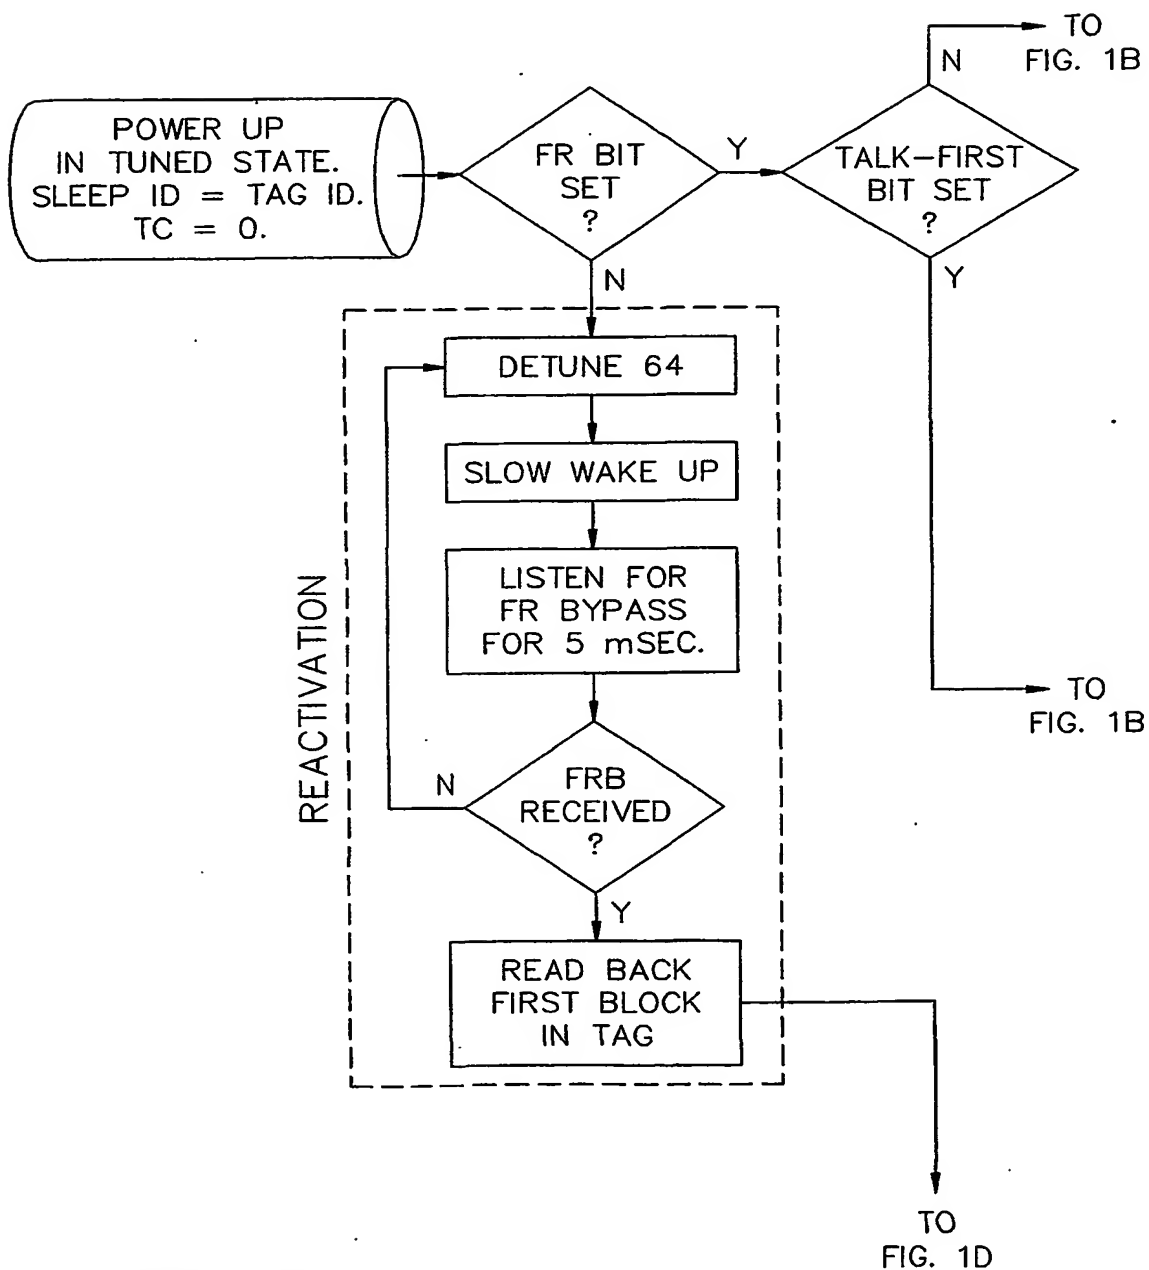 TO
FIG. 1B
N
POWER UP
IN TUNED STATE.
SLEEP ID = TAG ID.
TC = 0.
FR BIT
SET
?
Y
TALK-FIRST
BIT SET
?
N
Y
DETUNE 64
SLOW WAKE UP
LISTEN FOR
FR BYPASS
FOR 5 mSEC.
REACTIVATION
TO
FIG. 1B
N
FRB
RECEIVED
?
Y
READ BACK
FIRST BLOCK
IN TAG
TO
FIG. 1D